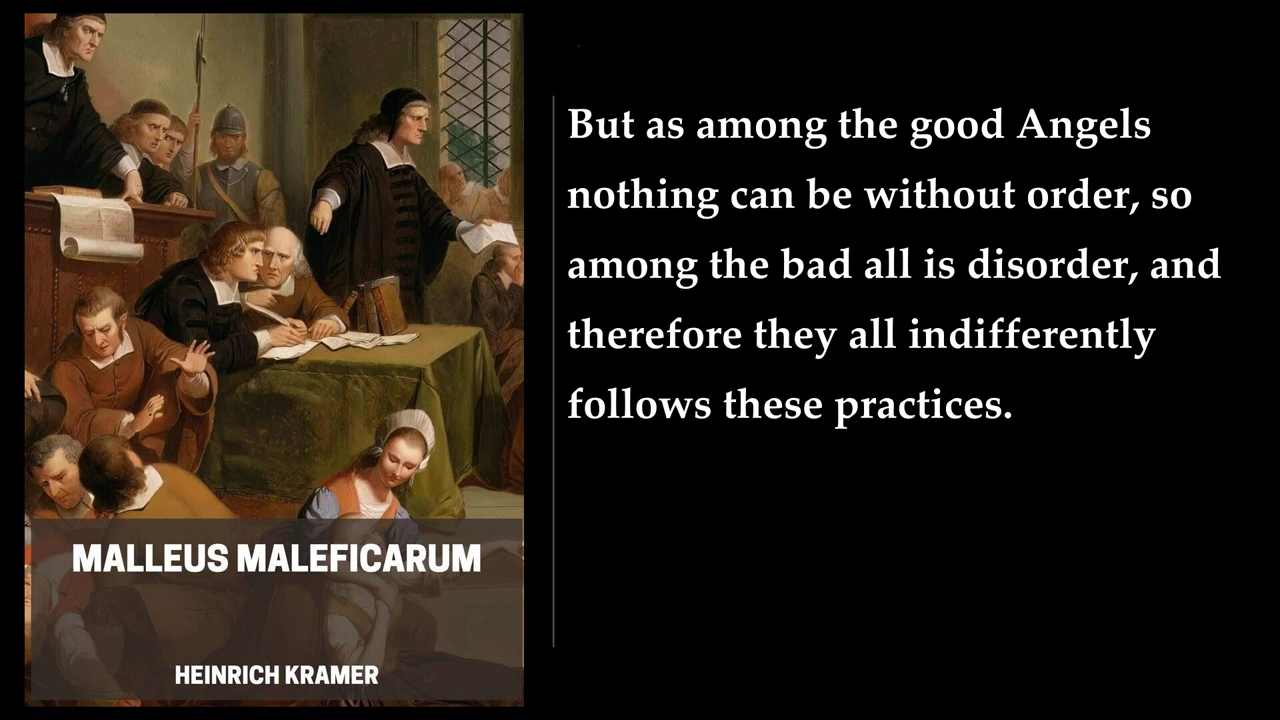 MALLEUS MALEFICARUM
HEINRICH KRAMER
But as among the good Angels
nothing can be without order, so
among the bad all is disorder, and
therefore they all indifferently
follows these practices.